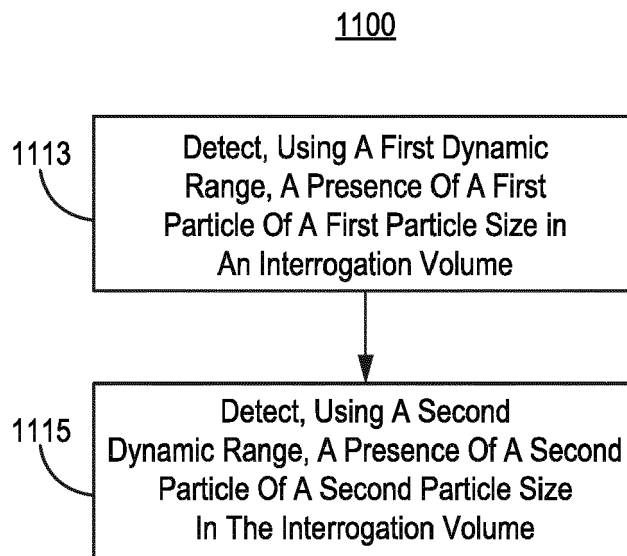 1100
1113
Detect, Using A First Dynamic
Range, A Presence Of A First
Particle Of A First Particle Size in
An Interrogation Volume
1115
Detect, Using A Second
Dynamic Range, A Presence Of A Second
Particle Of A Second Particle Size
In The Interrogation Volume